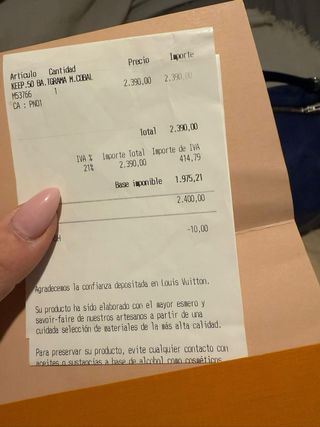 Artículo Cantidad Precio Importe
KEEP.50 BA.TGRAMA M.COBAL 2.390,00 2.390,00
M53766 1
CA : PN01
Total 2.390,00
IVA % Importe Total Importe de IVA
21% 2.390,00 414,79
Base imponible 1.975,21
2.400,00
-10,00
Agradecemos la confianza depositada en Louis Vuitton.
Su producto ha sido elaborado con el mayor esmero y
savoir-faire de nuestros artesanos a partir de una
cuidada selección de materiales de la más alta calidad.
Para preservar su producto, evite cualquier contacto con
aceites o sustancias a base de alcohol como cosméticos